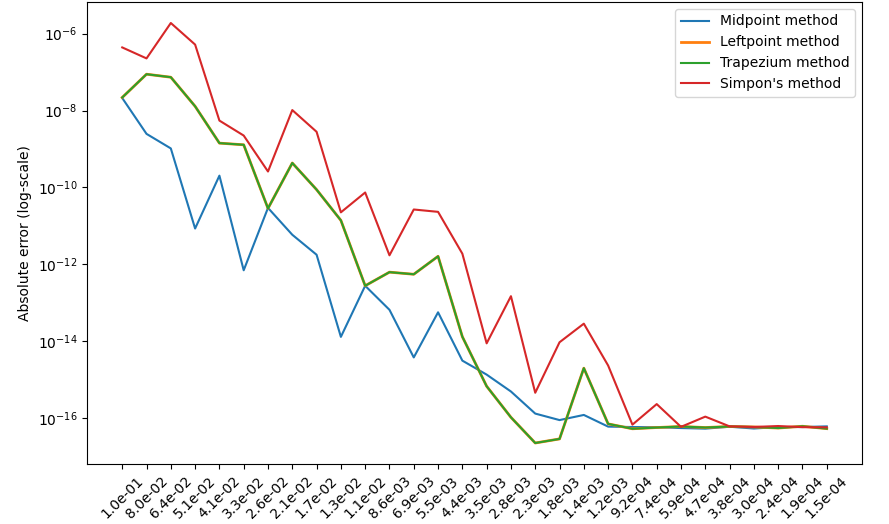 Midpoint method
Leftpoint method
Trapezium method
Simpon's method
Absolute error (log-scale)
10⁻⁶
10⁻⁸
10⁻¹⁰
10⁻¹²
10⁻¹⁴
10⁻¹⁶
1.0e-01
8.0e-02
6.4e-02
5.1e-02
4.1e-02
3.3e-02
2.6e-02
2.1e-02
1.7e-02
1.3e-02
1.1e-02
8.6e-03
6.9e-03
5.5e-03
4.4e-03
3.5e-03
2.8e-03
2.3e-03
1.8e-03
1.4e-03
1.2e-03
9.2e-04
7.4e-04
5.9e-04
4.7e-04
3.8e-04
3.0e-04
2.4e-04
1.9e-04
1.5e-04